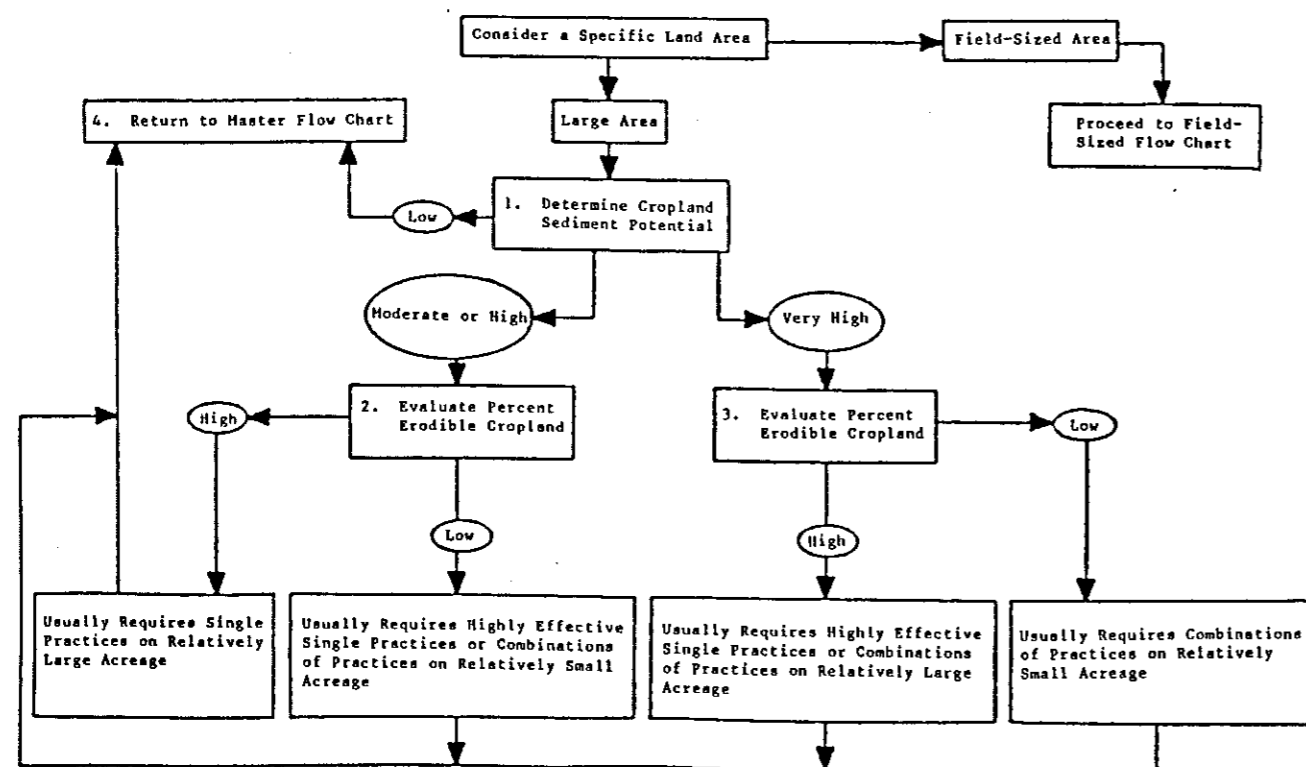 Consider a Specific Land Area
Field-Sized Area
4. Return to Master Flow Chart
Large Area
Proceed to Field-
Sized Flow Chart
1. Determine Cropland
Sediment Potential
Low
Moderate or High
Very High
High
2. Evaluate Percent
Erodible Cropland
3. Evaluate Percent
Erodible Cropland
Low
Low
High
Usually Requires Single
Practices on Relatively
Large Acreage
Usually Requires Highly Effective
Single Practices or Combinations
of Practices on Relatively Small
Acreage
Usually Requires Highly Effective
Single Practices or Combinations
of Practices on Relatively Large
Acreage
Usually Requires Combinations
of Practices on Relatively
Small Acreage